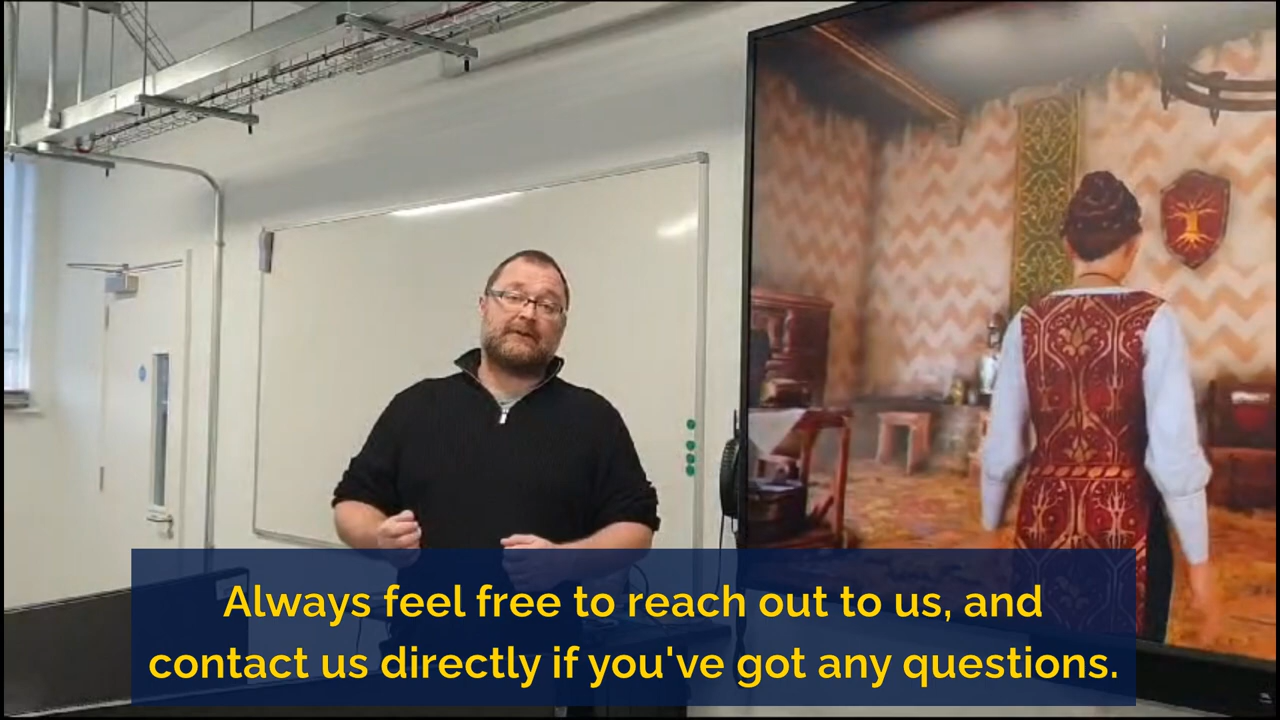 Always feel free to reach out to us, and
contact us directly if you've got any questions.